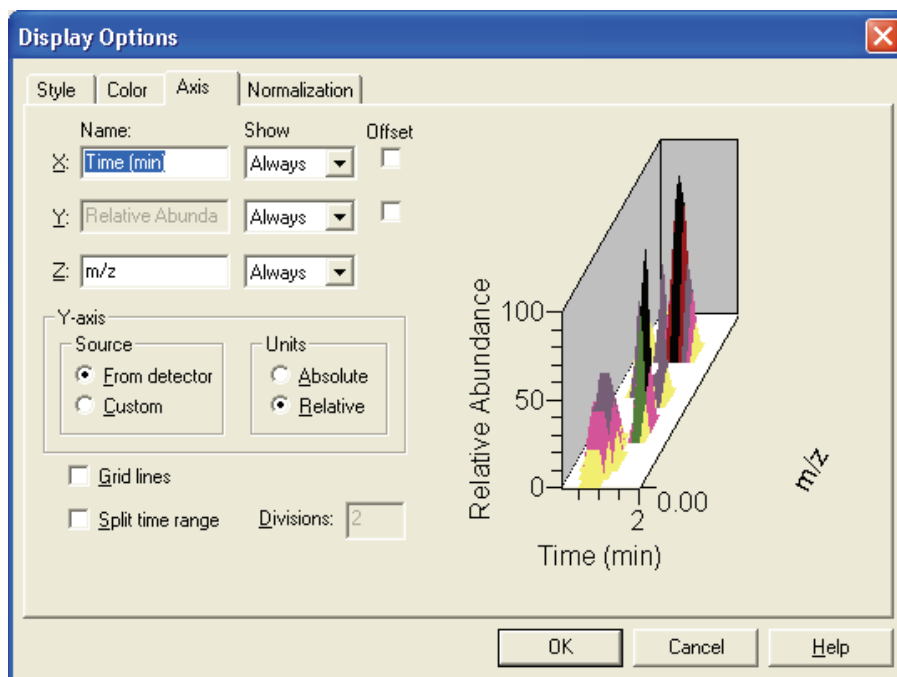 Display Options
Style Color Axis Normalization
Name: Show Offset
X: Time (min) Always
Y: Relative Abunda Always
Z: m/z Always
Y-axis
Source Units
From detector Absolute
Custom Relative
Grid lines
Split time range Divisions: 2
Relative Abundance
100
50
0
2
0.00
Time (min)
m/z
OK Cancel Help